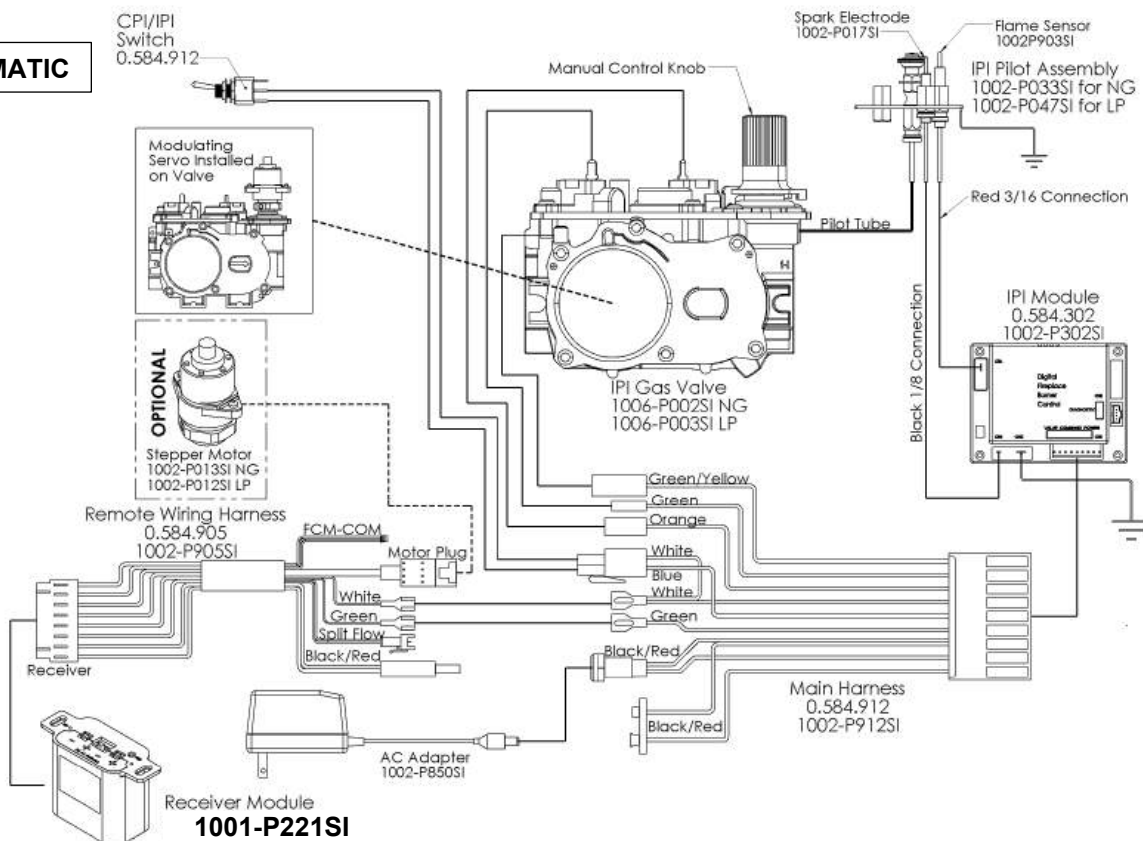 MATIC
CPI/IPI
Switch
0.584.912
Spark Electrode
1002-P017SI
Flame Sensor
1002P903SI
IPI Pilot Assembly
1002-P033SI for NG
1002-P047SI for LP
Manual Control Knob
Modulating
Servo Installed
on Valve
Pilot Tube
Red 3/16 Connection
OPTIONAL
Stepper Motor
1002-P013SI NG
1002-P012SI LP
IPI Gas Valve
1006-P002SI NG
1006-P003SI LP
Black 1/8 Connection
IPI Module
0.584.302
1002-P302SI
Digital
Fireplace
Burner
Control
Green/Yellow
Green
Orange
White
Blue
White
Green
Black/Red
Black/Red
Remote Wiring Harness
0.584.905
1002-P905SI
FCM-COM
Motor Plug
White
Green
Split Flow
Black/Red
Receiver
Main Harness
0.584.912
1002-P912SI
AC Adapter
1002-P850SI
Receiver Module
1001-P221SI